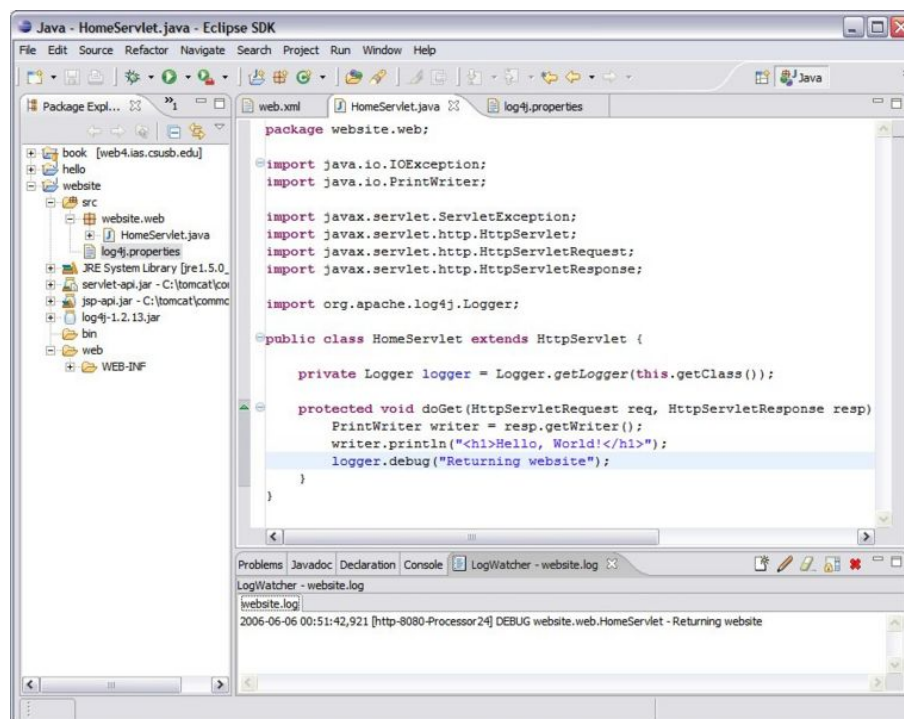 Java - HomeServlet.java - Eclipse SDK
File Edit Source Refactor Navigate Search Project Run Window Help
Java
Package Expl... »1
book [web4.ias.csusb.edu]
hello
website
src
website.web
HomeServlet.java
log4j.properties
JRE System Library [jre1.5.0_
servlet-api.jar - C:\tomcat\co
jsp-api.jar - C:\tomcat\commo
log4j-1.2.13.jar
bin
web
WEB-INF
web.xml HomeServlet.java log4j.properties
package website.web;
import java.io.IOException;
import java.io.PrintWriter;
import javax.servlet.ServletException;
import javax.servlet.http.HttpServlet;
import javax.servlet.http.HttpServletRequest;
import javax.servlet.http.HttpServletResponse;
import org.apache.log4j.Logger;
public class HomeServlet extends HttpServlet {
private Logger logger = Logger.getLogger(this.getClass());
protected void doGet(HttpServletRequest req, HttpServletResponse resp)
PrintWriter writer = resp.getWriter();
writer.println("<h1>Hello, World!</h1>");
logger.debug("Returning website");
}
}
Problems Javadoc Declaration Console LogWatcher - website.log
LogWatcher - website.log
website.log
2006-06-06 00:51:42,921 [http-8080-Processor24] DEBUG website.web.HomeServlet - Returning website